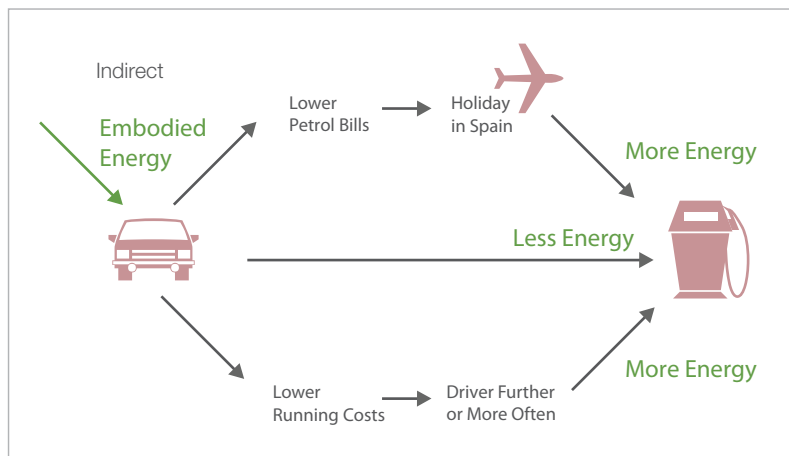 Indirect
Embodied
Energy
Lower
Petrol Bills
Holiday
in Spain
More Energy
Less Energy
Lower
Running Costs
Driver Further
or More Often
More Energy